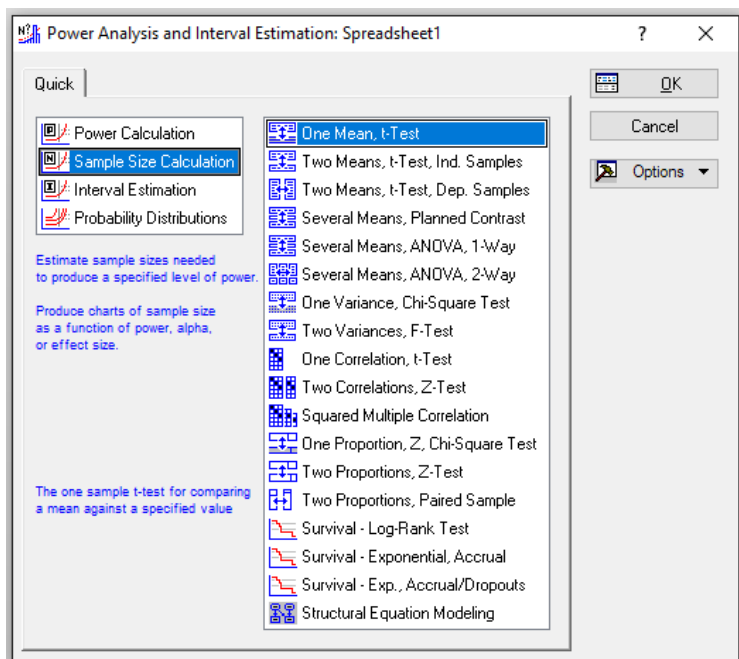 Power Analysis and Interval Estimation: Spreadsheet1
Quick
OK
Cancel
Options
Power Calculation
Sample Size Calculation
Interval Estimation
Probability Distributions
Estimate sample sizes needed
to produce a specified level of power.
Produce charts of sample size
as a function of power, alpha,
or effect size.
The one sample t-test for comparing
a mean against a specified value
One Mean, t-Test
Two Means, t-Test, Ind. Samples
Two Means, t-Test, Dep. Samples
Several Means, Planned Contrast
Several Means, ANOVA, 1-Way
Several Means, ANOVA, 2-Way
One Variance, Chi-Square Test
Two Variances, F-Test
One Correlation, t-Test
Two Correlations, Z-Test
Squared Multiple Correlation
One Proportion, Z, Chi-Square Test
Two Proportions, Z-Test
Two Proportions, Paired Sample
Survival - Log-Rank Test
Survival - Exponential, Accrual
Survival - Exp., Accrual/Dropouts
Structural Equation Modeling